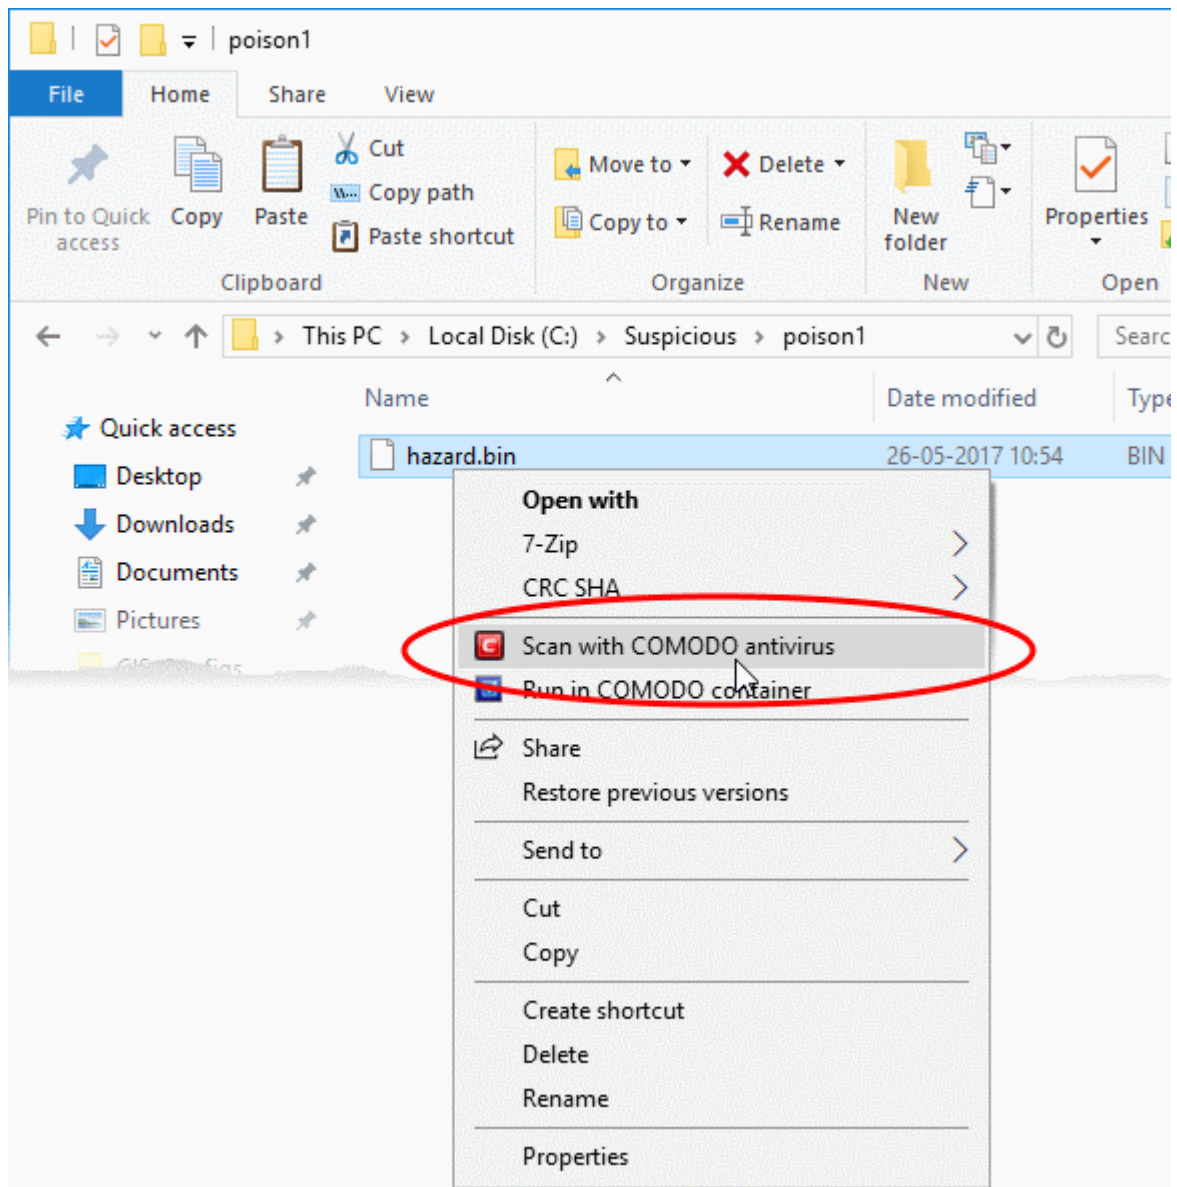 poison1
File Home Share View
Pin to Quick access
Copy
Paste
Cut
Copy path
Paste shortcut
Clipboard
Move to
Copy to
Delete
Rename
Organize
New folder
New
Properties
Open
This PC > Local Disk (C:) > Suspicious > poison1
Searc
Name Date modified Type
Quick access
Desktop
Downloads
Documents
Pictures
hazard.bin 26-05-2017 10:54 BIN
Open with
7-Zip
CRC SHA
Scan with COMODO antivirus
Run in COMODO container
Share
Restore previous versions
Send to
Cut
Copy
Create shortcut
Delete
Rename
Properties